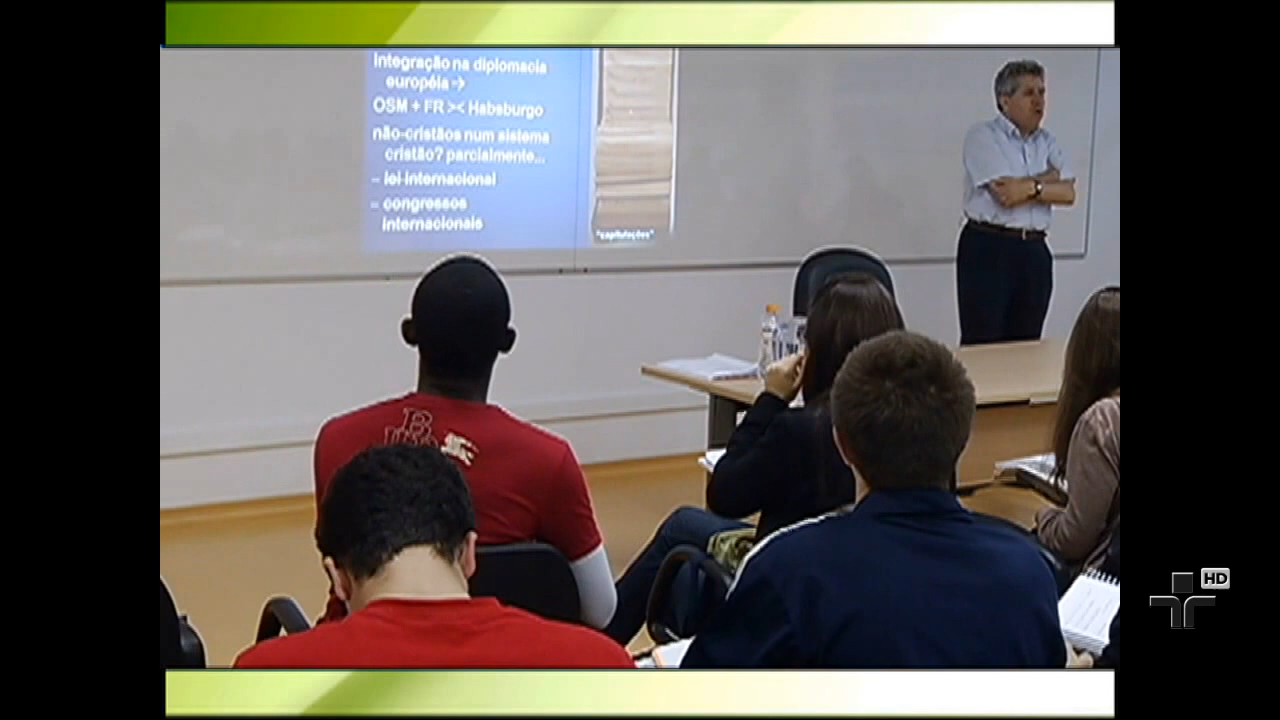 Integração na diplomacia
européia →
OSM + FR >< Habsburgo
não-cristãos num sistema
cristão? parcialmente...
– lei internacional
– congressos
internacionais
"capitulações"
HD